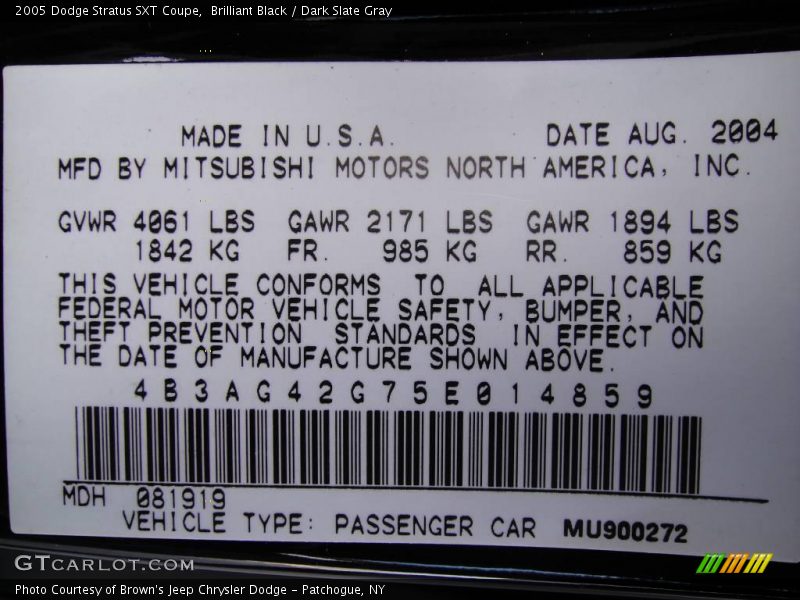 2005 Dodge Stratus SXT Coupe,  Brilliant Black / Dark Slate Gray
MADE IN U.S.A. DATE AUG. 2004
MFD BY MITSUBISHI MOTORS NORTH AMERICA, INC.
GVWR 4061 LBS GAWR 2171 LBS GAWR 1894 LBS
1842 KG FR. 985 KG RR. 859 KG
THIS VEHICLE CONFORMS TO ALL APPLICABLE
FEDERAL MOTOR VEHICLE SAFETY, BUMPER, AND
THEFT PREVENTION STANDARDS IN EFFECT ON
THE DATE OF MANUFACTURE SHOWN ABOVE.
4B3AG42G75E014859
MDH 081919
VEHICLE TYPE: PASSENGER CAR MU900272
GTCARLOT.COM
Photo Courtesy of Brown's Jeep Chrysler Dodge - Patchogue, NY